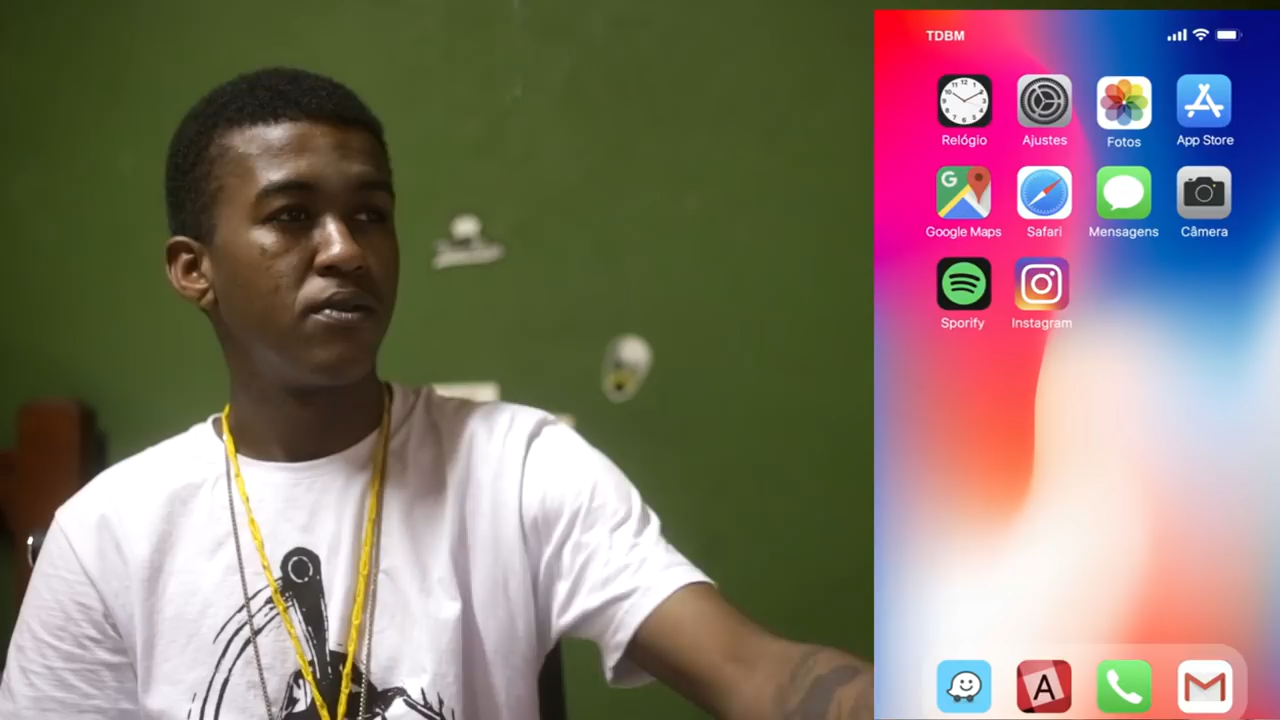 TDBM
Relógio
Ajustes
Fotos
App Store
Google Maps
Safari
Mensagens
Câmera
Sporify
Instagram
A